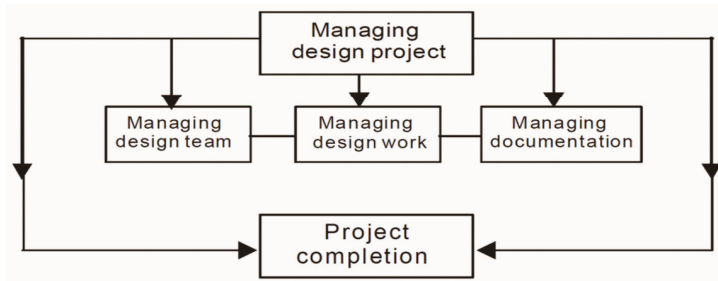 Managing
design project
Managing
design team
Managing
design work
Managing
documentation
Project
completion